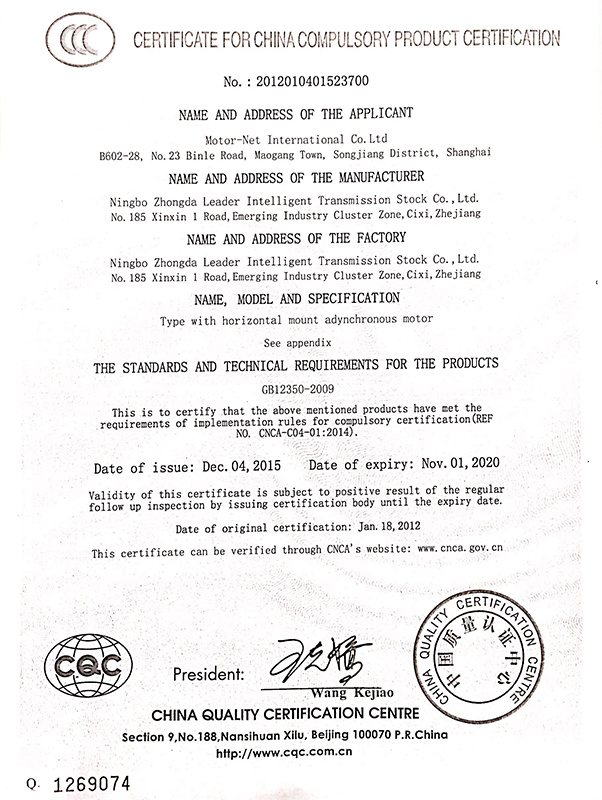 CCC
CERTIFICATE FOR CHINA COMPULSORY PRODUCT CERTIFICATION
No. : 2012010401523700
NAME AND ADDRESS OF THE APPLICANT
Motor-Net International Co. Ltd
B602-28, No. 23 Binle Road, Maogang Town, Songjiang District, Shanghai
NAME AND ADDRESS OF THE MANUFACTURER
Ningbo Zhongda Leader Intelligent Transmission Stock Co., Ltd.
No. 185 Xinxin 1 Road, Emerging Industry Cluster Zone, Cixi, Zhejiang
NAME AND ADDRESS OF THE FACTORY
Ningbo Zhongda Leader Intelligent Transmission Stock Co., Ltd.
No. 185 Xinxin 1 Road, Emerging Industry Cluster Zone, Cixi, Zhejiang
NAME, MODEL AND SPECIFICATION
Type with horizontal mount adynchronous motor
See appendix
THE STANDARDS AND TECHNICAL REQUIREMENTS FOR THE PRODUCTS
GB12350-2009
This is to certify that the above mentioned products have met the
requirements of implementation rules for compulsory certification(REF
NO. CNCA-C04-01:2014).
Date of issue: Dec. 04, 2015 Date of expiry: Nov. 01, 2020
Validity of this certificate is subject to positive result of the regular
follow up inspection by issuing certification body until the expiry date.
Date of original certification: Jan. 18, 2012
This certificate can be verified through CNCA's website: www.cnca.gov.cn
CQC
President:
Wang Kejiao
CHINA QUALITY CERTIFICATION CENTRE
中国质量认证中心
CHINA QUALITY CERTIFICATION CENTRE
Section 9,No.188,Nansihuan Xilu, Beijing 100070 P.R.China
http://www.cqc.com.cn
Q. 1269074